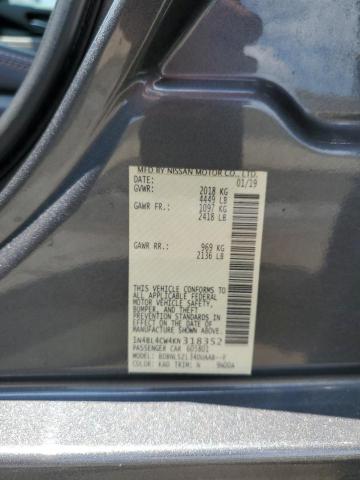 MFD.BY NISSAN MOTOR CO., LTD.
DATE: 01/19
GVWR: 2018 KG
4449 LB
GAWR FR.: 1097 KG
2418 LB
GAWR RR.: 969 KG
2136 LB
THIS VEHICLE CONFORMS TO
ALL APPLICABLE FEDERAL
MOTOR VEHICLE SAFETY,
BUMPER, AND THEFT
PREVENTION STANDARDS IN
EFFECT ON THE DATE OF
MANUFACTURE SHOWN ABOVE.
1N4BL4CW4KN318352
PASSENGER CAR 605801
COLOR: KAD TRIM: N